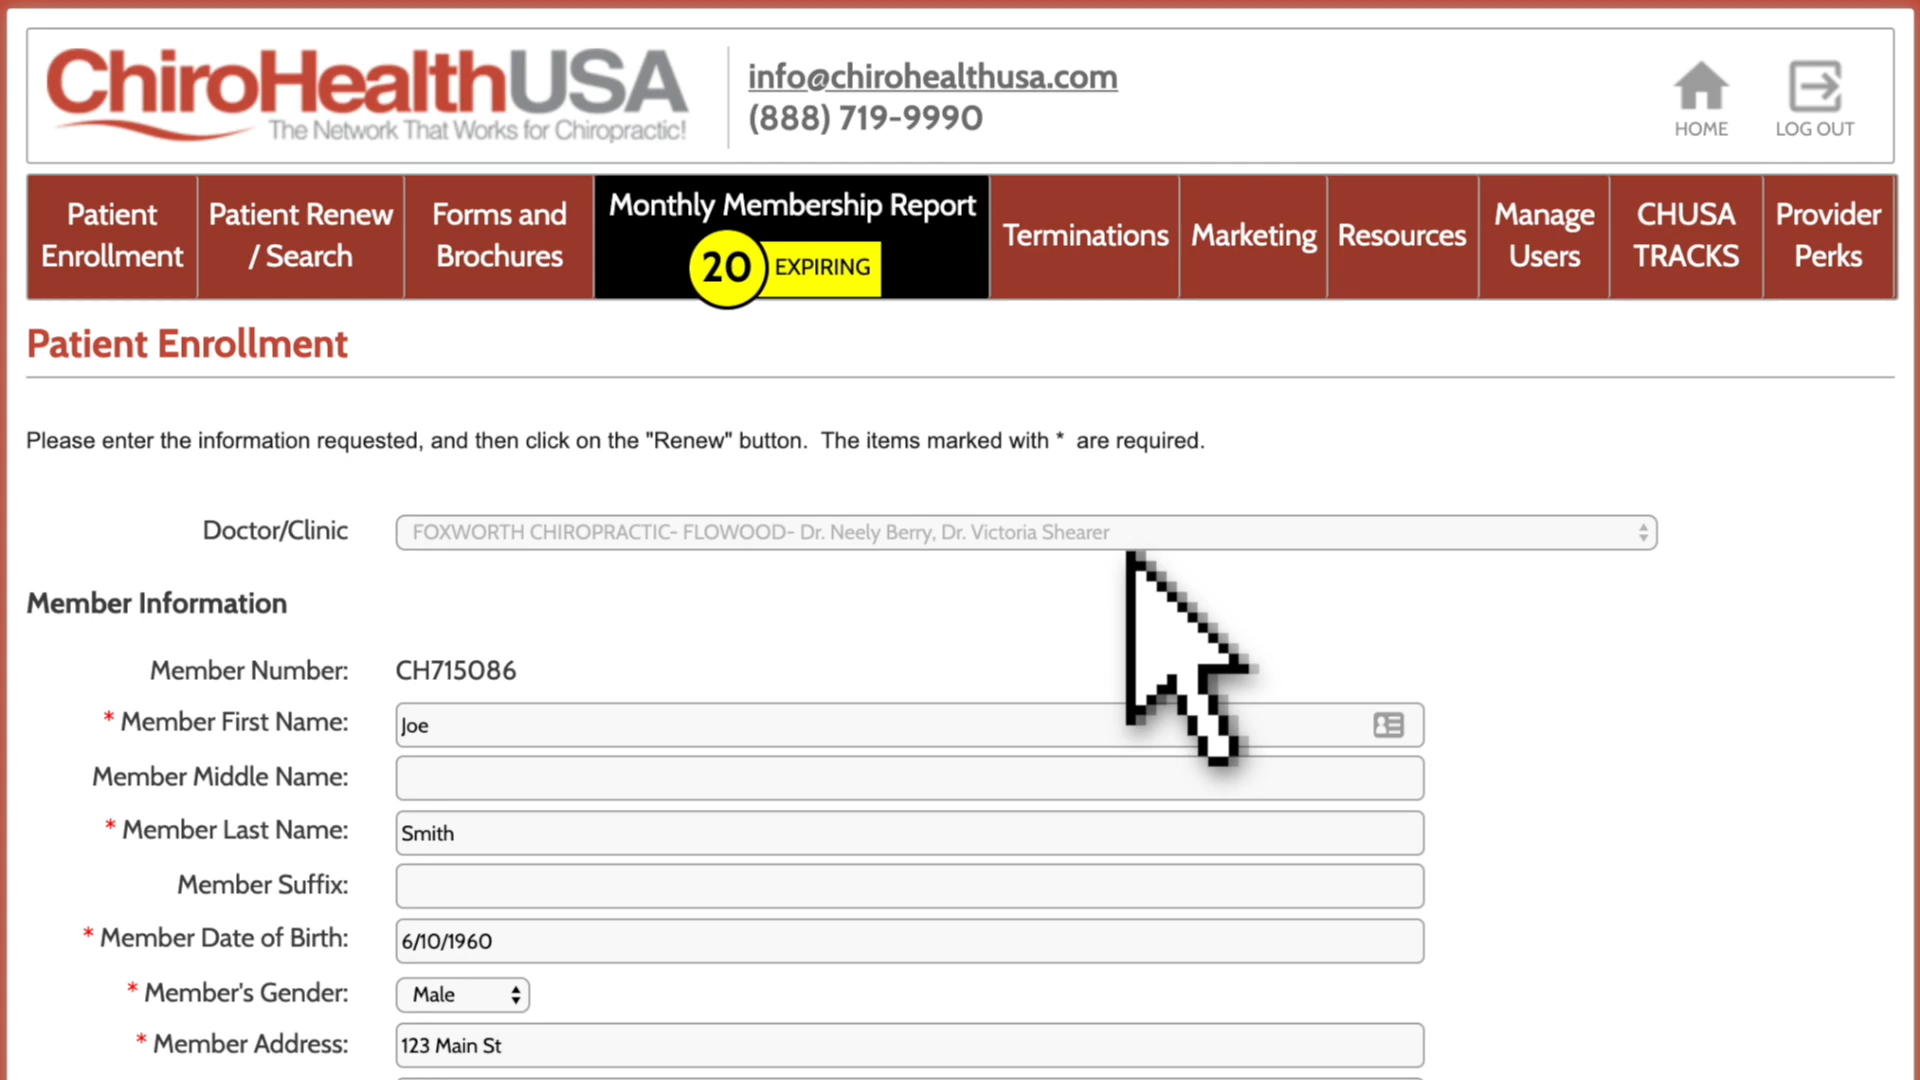 ChiroHealthUSA
The Network That Works for Chiropractic!
info@chirohealthusa.com
(888) 719-9990
HOME
LOG OUT
Patient Enrollment
Patient Renew / Search
Forms and Brochures
Monthly Membership Report
20 EXPIRING
Terminations
Marketing
Resources
Manage Users
CHUSA TRACKS
Provider Perks
Patient Enrollment
Please enter the information requested, and then click on the "Renew" button. The items marked with * are required.
Doctor/Clinic FOXWORTH CHIROPRACTIC- FLOWOOD- Dr. Neely Berry, Dr. Victoria Shearer
Member Information
Member Number: CH715086
* Member First Name: Joe
Member Middle Name:
* Member Last Name: Smith
Member Suffix:
* Member Date of Birth: 6/10/1960
* Member's Gender: Male
* Member Address: 123 Main St